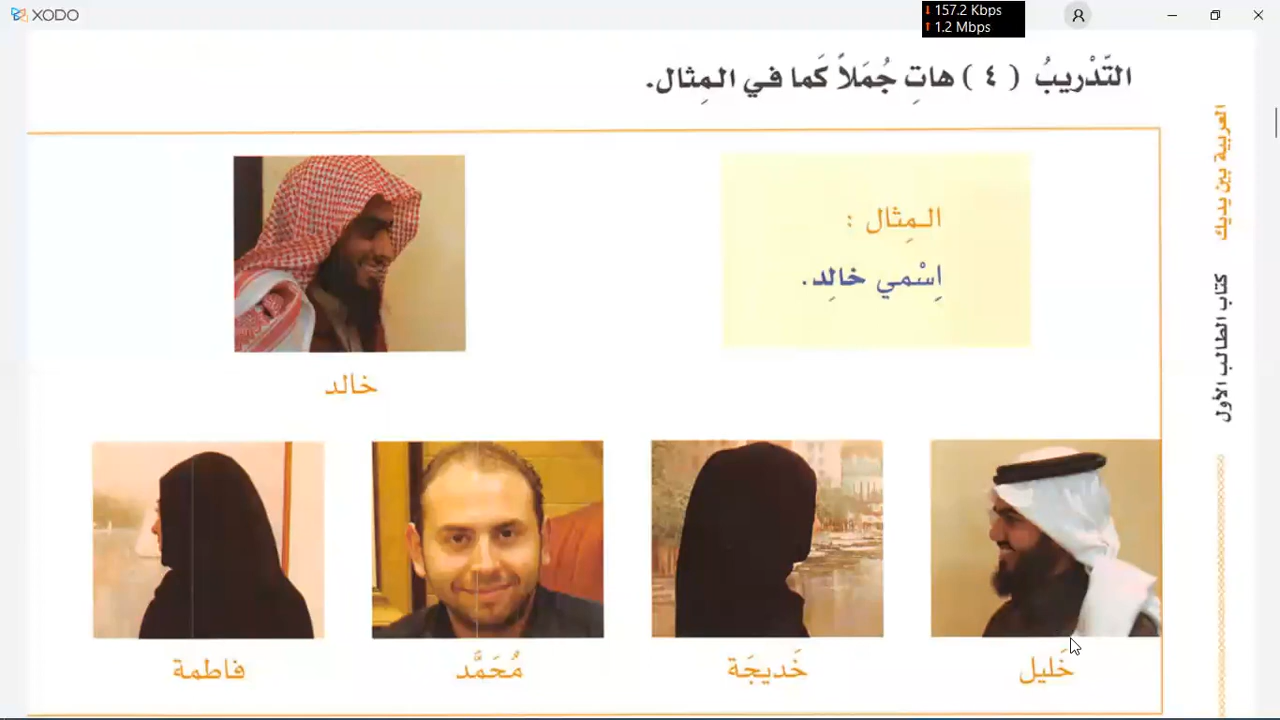 XODO
157.2 Kbps
1.2 Mbps
التَّدْريبُ ( ٤ ) هاتِ جُمَلاً كَما في المِثال.
المِثال :
اِسْمي خالِد.
خالد
خَليل
خَديجَة
مُحَمَّد
فاطمة
العربية بين يديك
كتاب الطالب الأول